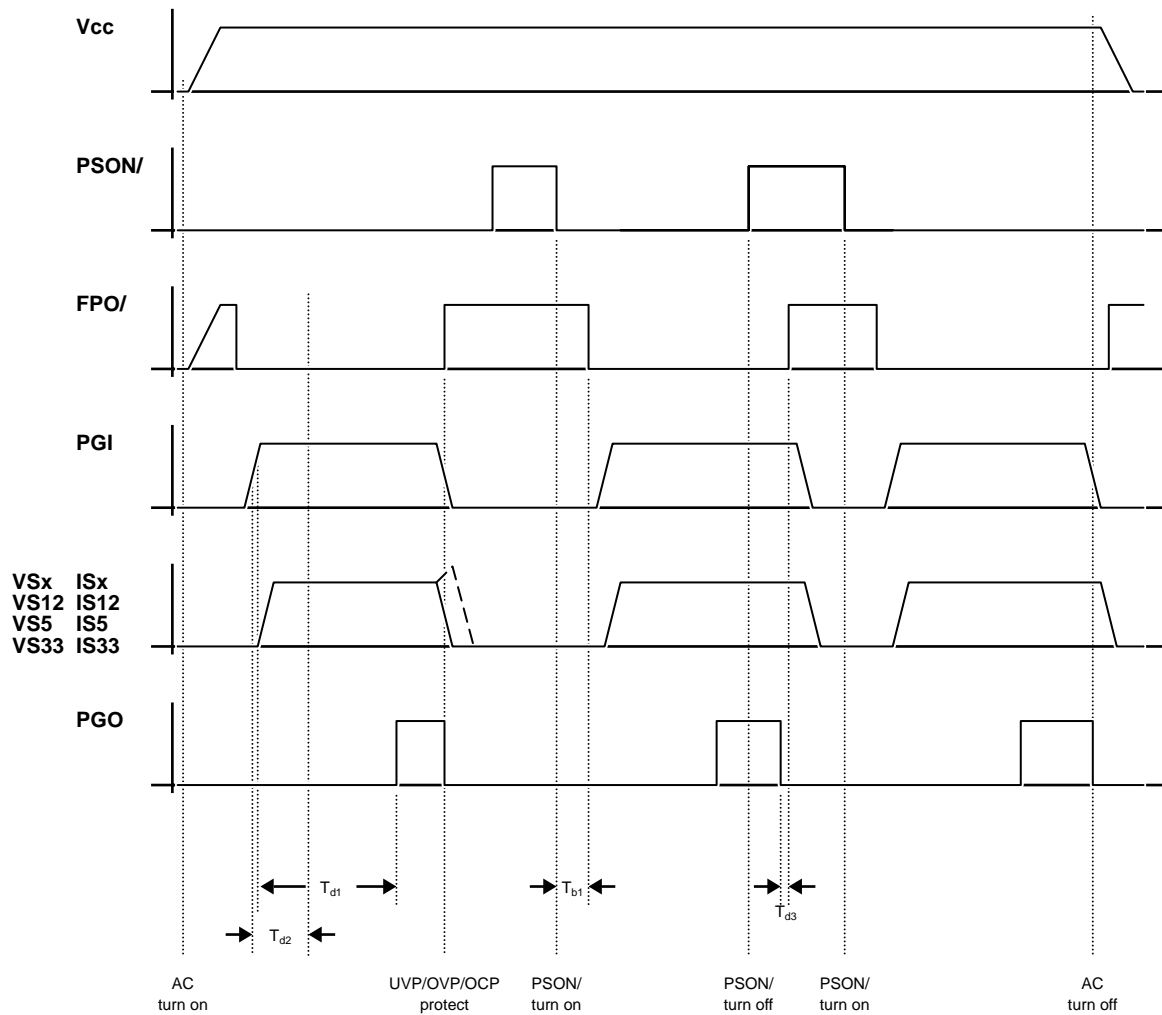 Vcc
PSON/
FPO/
PGI
VSx ISx
VS12 IS12
VS5 IS5
VS33 IS33
PGO
Td1
Tb1
Td3
Td2
AC
turn on
UVP/OVP/OCP
protect
PSON/
turn on
PSON/
turn off
PSON/
turn on
AC
turn off